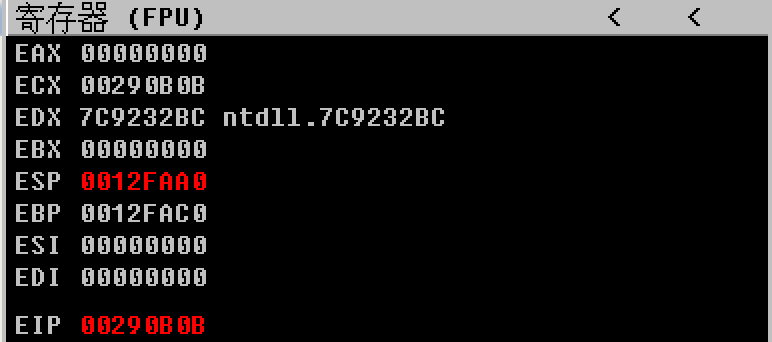 寄存器 (FPU) < <
EAX 00000000
ECX 00290B0B
EDX 7C9232BC ntdll.7C9232BC
EBX 00000000
ESP 0012FAA0
EBP 0012FAC0
ESI 00000000
EDI 00000000
EIP 00290B0B